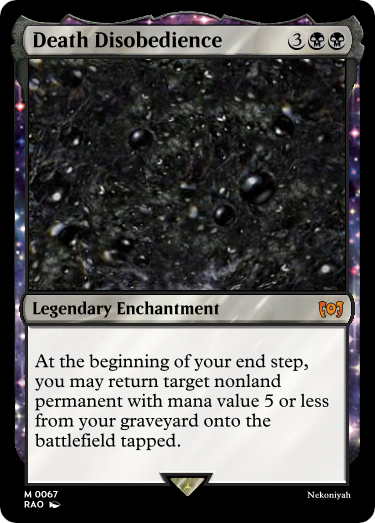 Death Disobedience 3
Legendary Enchantment
At the beginning of your end step,
you may return target nonland
permanent with mana value 5 or less
from your graveyard onto the
battlefield tapped.
M 0067
RAO
Nekoniyah